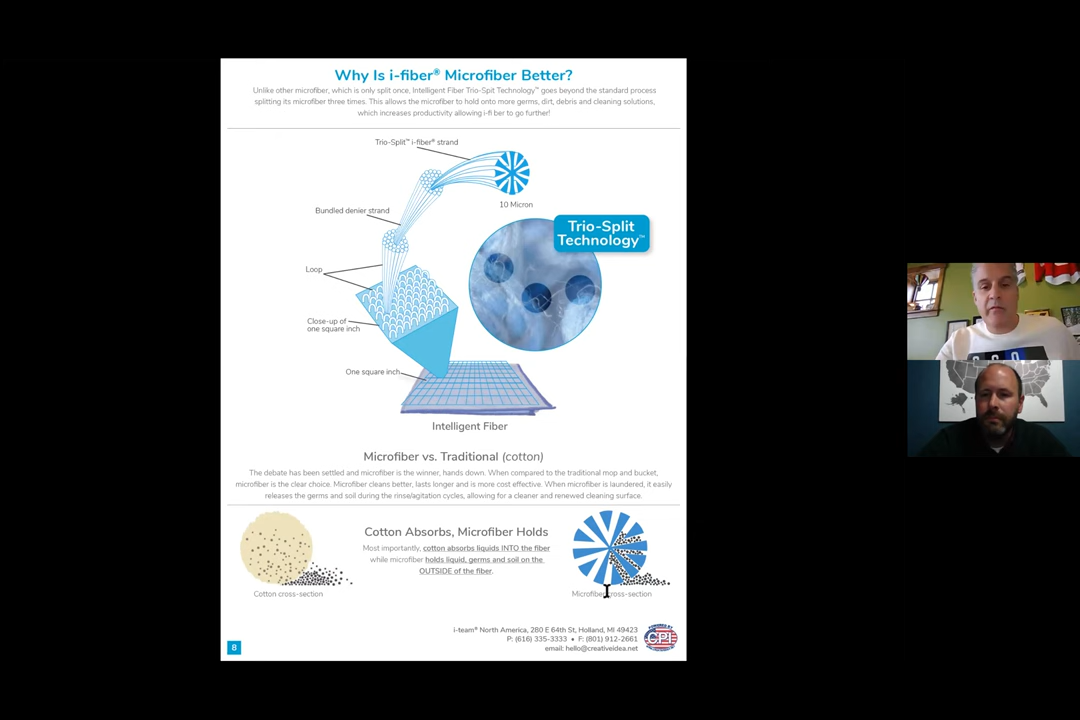 Why Is i-fiber® Microfiber Better?
Unlike other microfiber, which is only split once, Intelligent Fiber Trio-Spit Technology™ goes beyond the standard process
splitting its microfiber three times. This allows the microfiber to hold onto more germs, dirt, debris and cleaning solutions,
which increases productivity allowing i-fi ber to go further!
Trio-Split™ i-fiber® strand
10 Micron
Bundled denier strand
Trio-Split
Technology™
Loop
Close-up of
one square inch
One square inch
Intelligent Fiber
Microfiber vs. Traditional (cotton)
The debate has been settled and microfiber is the winner, hands down. When compared to the traditional mop and bucket,
microfiber is the clear choice. Microfiber cleans better, lasts longer and is more cost effective. When microfiber is laundered, it easily
releases the germs and soil during the rinse/agitation cycles, allowing for a cleaner and renewed cleaning surface.
Cotton Absorbs, Microfiber Holds
Most importantly, cotton absorbs liquids INTO the fiber
while microfiber holds liquid, germs and soil on the
OUTSIDE of the fiber.
Cotton cross-section
Microfiber cross-section
i-team® North America, 280 E 64th St, Holland, MI 49423
P: (616) 335-3333 • F: (801) 912-2661
email: hello@creativeidea.net
CPI
8